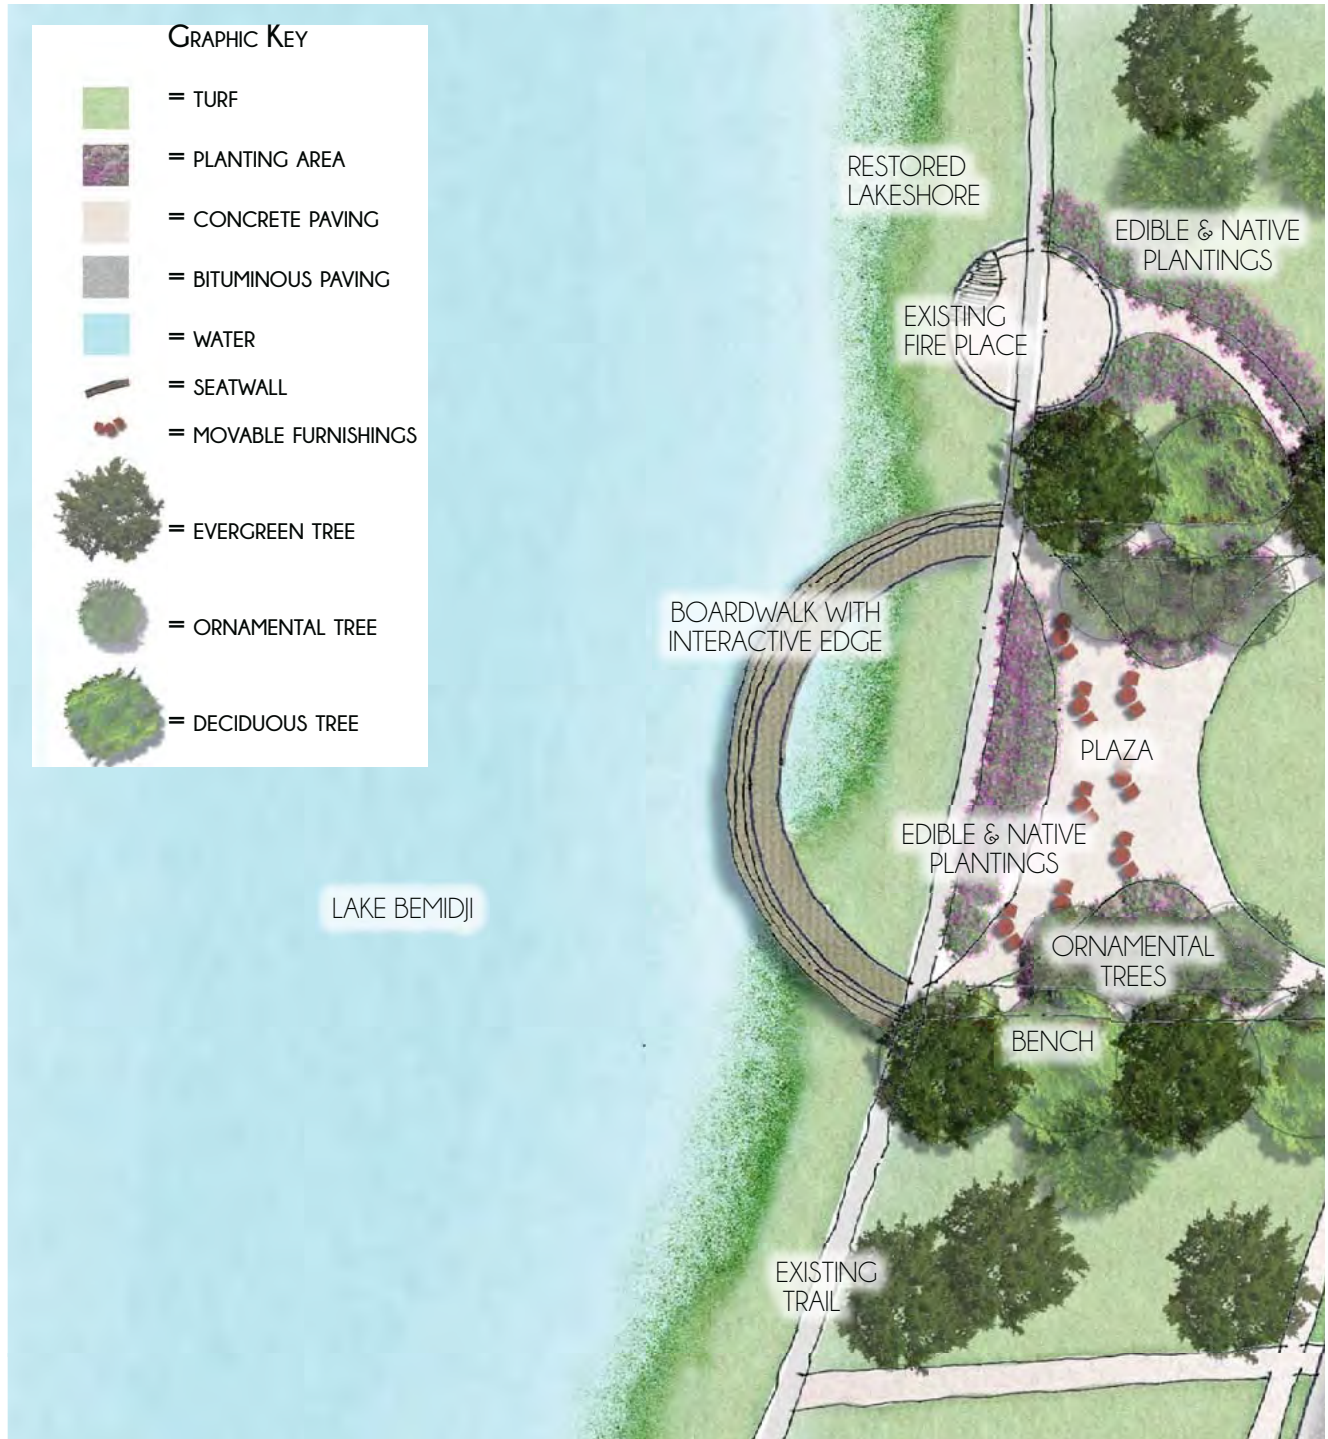 GRAPHIC KEY
= TURF
= PLANTING AREA
= CONCRETE PAVING
= BITUMINOUS PAVING
= WATER
= SEATWALL
= MOVABLE FURNISHINGS
= EVERGREEN TREE
= ORNAMENTAL TREE
= DECIDUOUS TREE
RESTORED
LAKESHORE
EDIBLE & NATIVE
PLANTINGS
EXISTING
FIRE PLACE
BOARDWALK WITH
INTERACTIVE EDGE
PLAZA
EDIBLE & NATIVE
PLANTINGS
LAKE BEMIDJI
ORNAMENTAL
TREES
BENCH
EXISTING
TRAIL